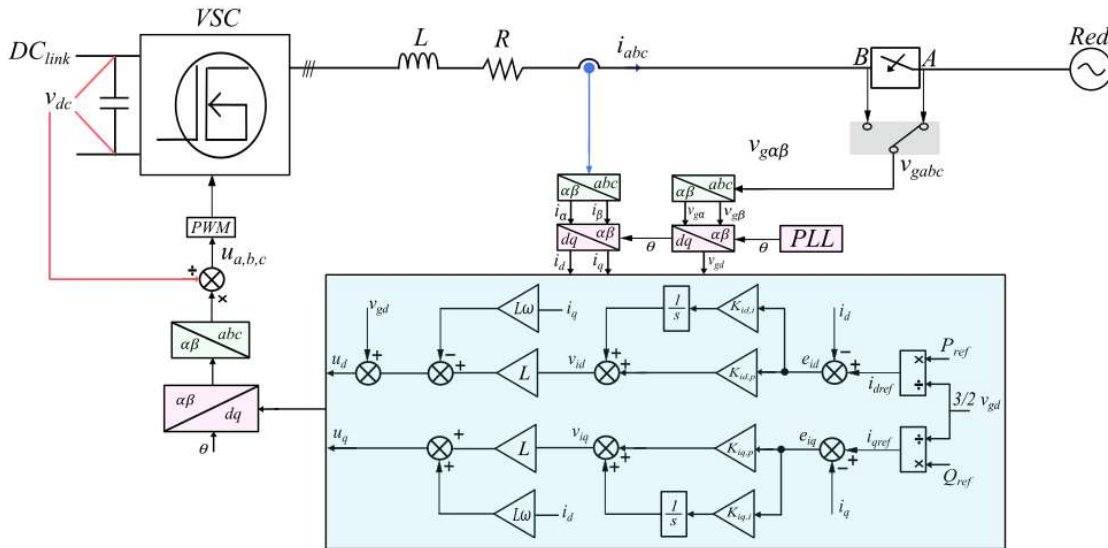 VSC
DC_link
v_dc
L
R
i_abc
B
A
Red
v_gαβ
v_gabc
αβ abc
αβ abc
i_α i_β
v_gα v_gβ
dq αβ
θ
dq αβ
θ
PLL
i_d i_q
v_gd
PWM
u_a,b,c
÷
×
αβ abc
αβ dq
θ
v_gd
Lω
i_q
1/s
K_id,i
i_d
P_ref
u_d
+
+
−
+
L
v_id
+
+
K_id,p
e_id
−
+
i_dref
×
÷
3/2 v_gd
u_q
+
+
L
v_iq
+
+
K_iq,p
e_iq
+
−
i_qref
÷
×
Q_ref
Lω
i_d
1/s
K_iq,i
i_q